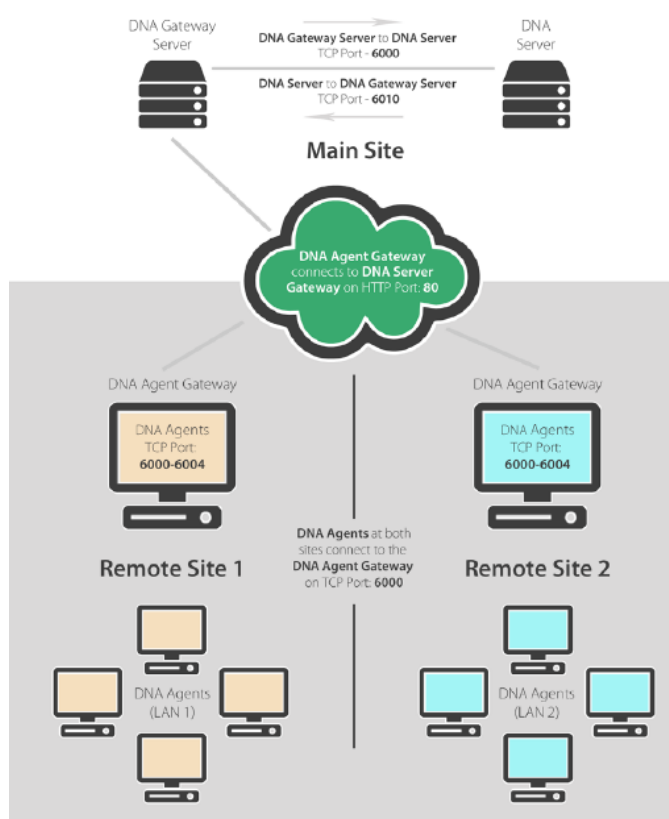 DNA Gateway
Server
DNA Gateway Server to DNA Server
TCP Port - 6000
DNA Server to DNA Gateway Server
TCP Port - 6010
DNA
Server
Main Site
DNA Agent Gateway
connects to DNA Server
Gateway on HTTP Port: 80
DNA Agent Gateway
DNA Agents
TCP Port:
6000-6004
Remote Site 1
DNA Agents
(LAN 1)
DNA Agents at both
sites connect to the
DNA Agent Gateway
on TCP Port: 6000
DNA Agent Gateway
DNA Agents
TCP Port:
6000-6004
Remote Site 2
DNA Agents
(LAN 2)